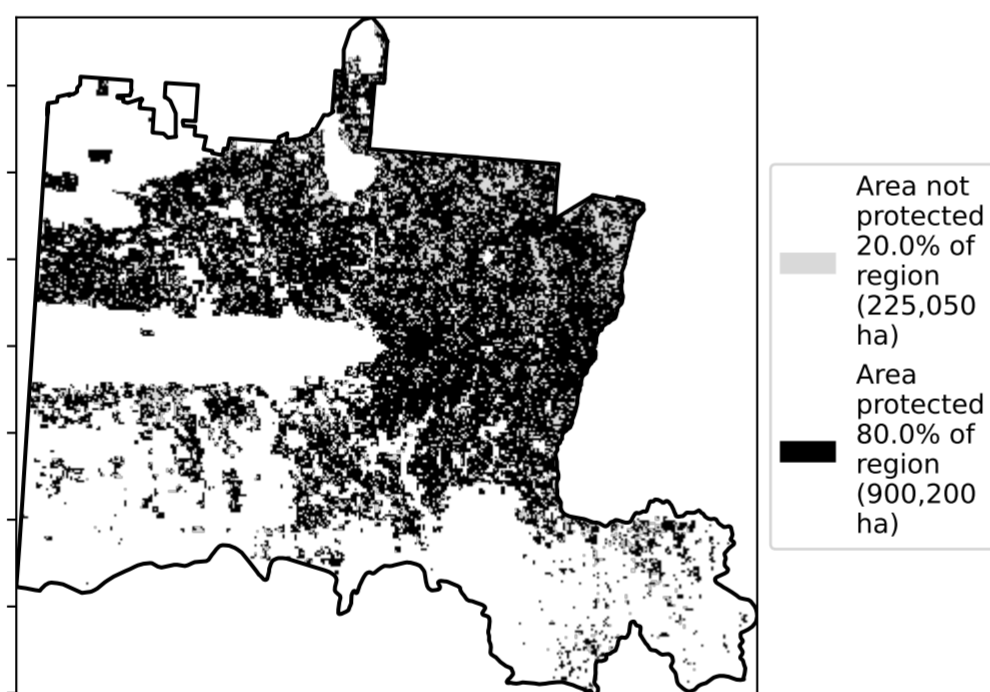 Area not
protected
20.0% of
region
(225,050
ha)
Area
protected
80.0% of
region
(900,200
ha)